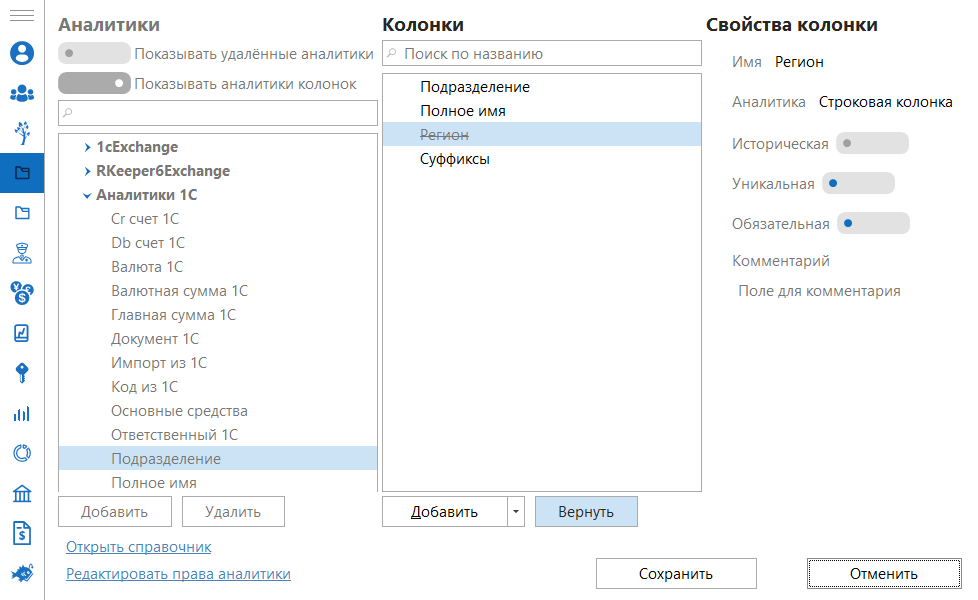 Аналитики
Показывать удалённые аналитики
Показывать аналитики колонок
1cExchange
RKeeper6Exchange
Аналитики 1С
Cr счет 1С
Db счет 1С
Валюта 1С
Валютная сумма 1С
Главная сумма 1С
Документ 1С
Импорт из 1С
Код из 1С
Основные средства
Ответственный 1С
Подразделение
Полное имя
Добавить
Удалить
Открыть справочник
Редактировать права аналитики
Колонки
Поиск по названию
Подразделение
Полное имя
Регион
Суффиксы
Добавить
Вернуть
Свойства колонки
Имя Регион
Аналитика Строковая колонка
Историческая
Уникальная
Обязательная
Комментарий
Поле для комментария
Сохранить
Отменить